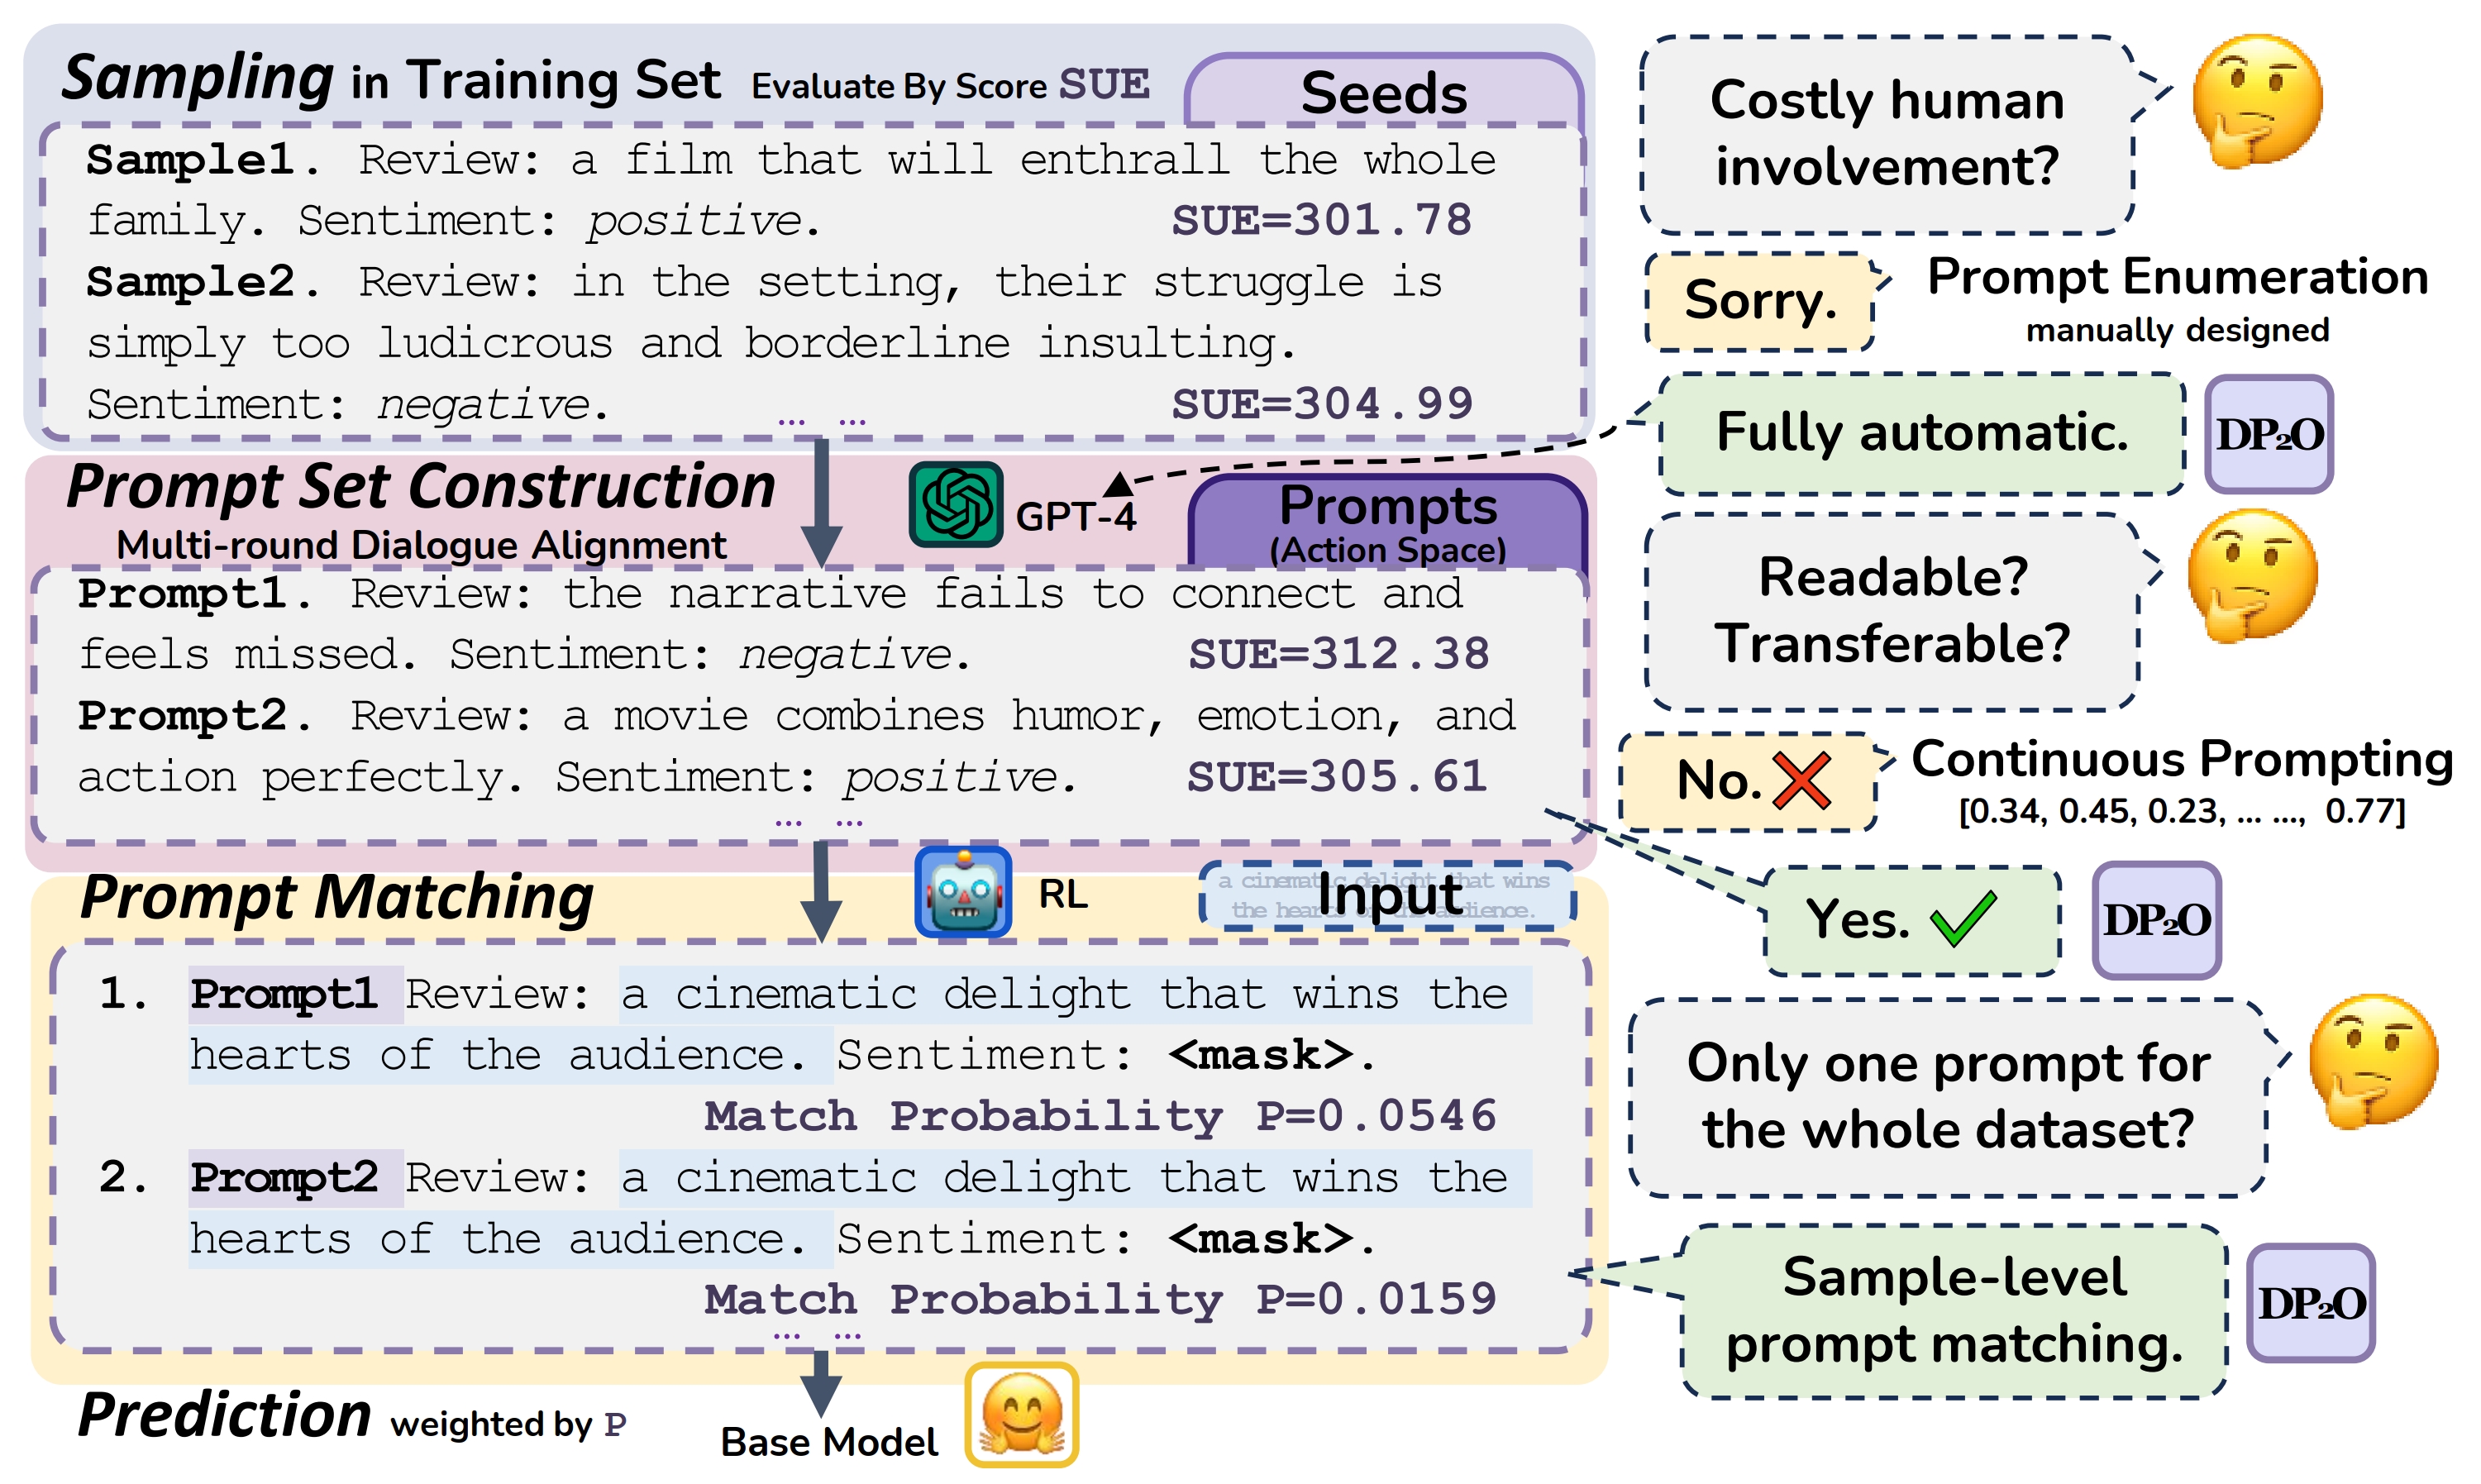 Sampling in Training Set Evaluate By Score SUE
Seeds
Sample1. Review: a film that will enthrall the whole
family. Sentiment: positive. SUE=301.78
Sample2. Review: in the setting, their struggle is
simply too ludicrous and borderline insulting.
Sentiment: negative. SUE=304.99
... ...
Prompt Set Construction
Multi-round Dialogue Alignment
GPT-4
Prompts
(Action Space)
Prompt1. Review: the narrative fails to connect and
feels missed. Sentiment: negative. SUE=312.38
Prompt2. Review: a movie combines humor, emotion, and
action perfectly. Sentiment: positive. SUE=305.61
... ...
Prompt Matching
RL
a cinematic delight that wins
Input
the hearts of the audience.
1. Prompt1 Review: a cinematic delight that wins the
hearts of the audience. Sentiment: <mask>.
Match Probability P=0.0546
2. Prompt2 Review: a cinematic delight that wins the
hearts of the audience. Sentiment: <mask>.
Match Probability P=0.0159
... ...
Prediction weighted by P
Base Model
Costly human
involvement?
Sorry.
Prompt Enumeration
manually designed
Fully automatic.
DP₂O
Readable?
Transferable?
No.
Continuous Prompting
[0.34, 0.45, 0.23, ... ..., 0.77]
Yes.
DP₂O
Only one prompt for
the whole dataset?
Sample-level
prompt matching.
DP₂O